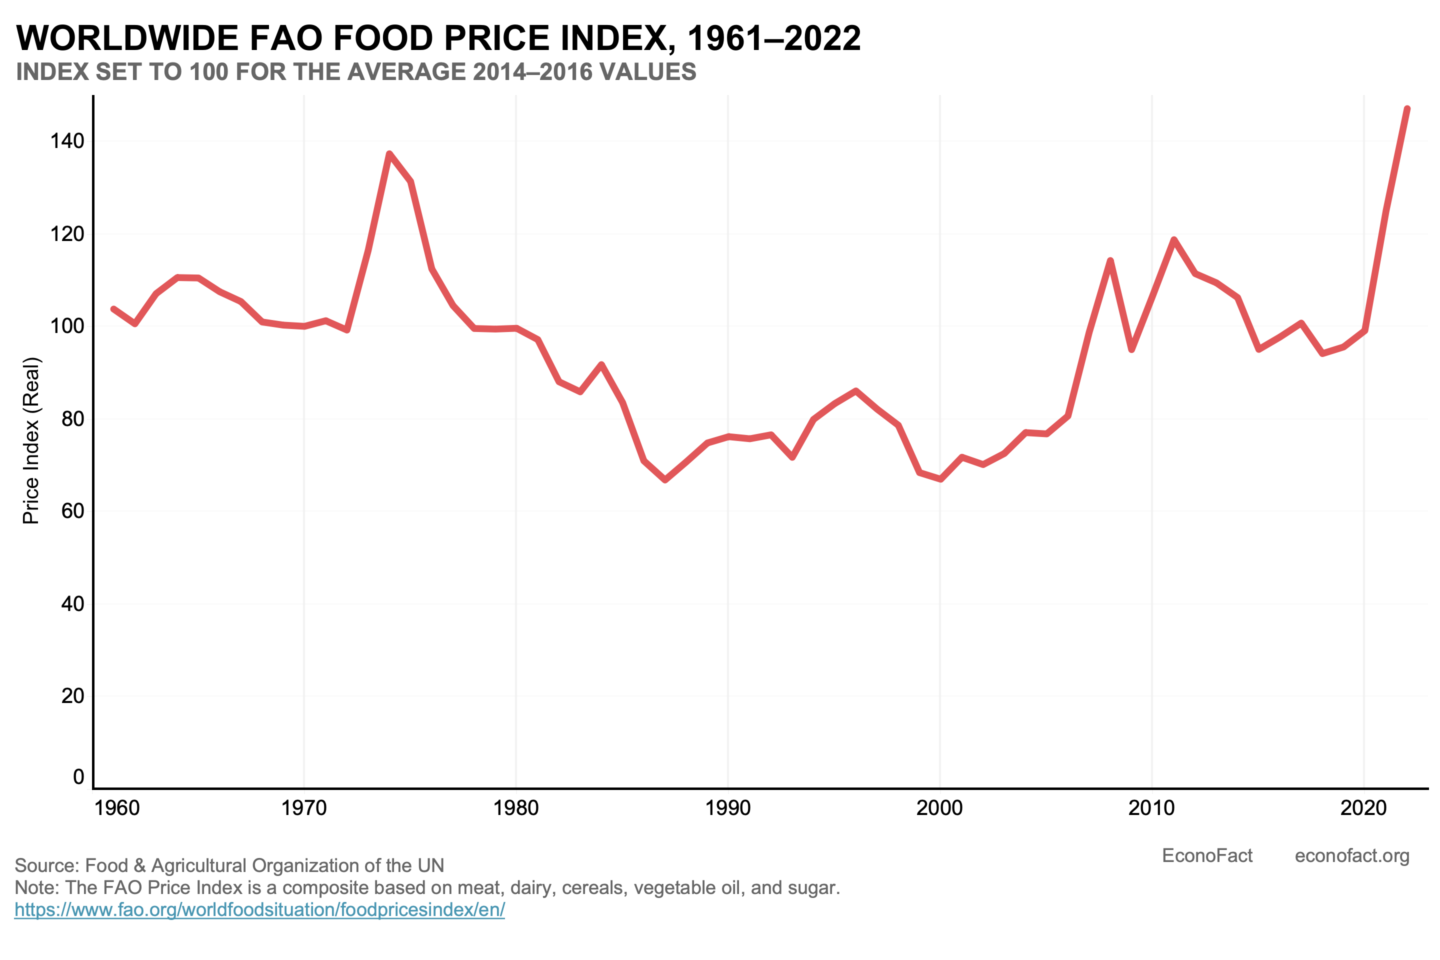 WORLDWIDE FAO FOOD PRICE INDEX, 1961–2022
INDEX SET TO 100 FOR THE AVERAGE 2014–2016 VALUES
Price Index (Real)
140
120
100
80
60
40
20
0
1960 1970 1980 1990 2000 2010 2020
EconoFact econofact.org
Source: Food & Agricultural Organization of the UN
Note: The FAO Price Index is a composite based on meat, dairy, cereals, vegetable oil, and sugar.
https://www.fao.org/worldfoodsituation/foodpricesindex/en/